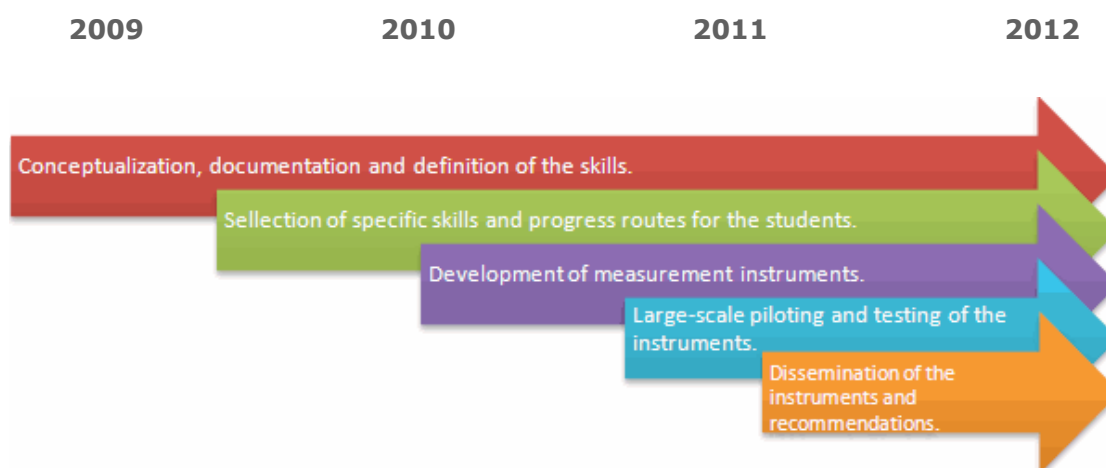 2009 2010 2011 2012
Conceptualization, documentation and definition of the skills.
Sellection of specific skills and progress routes for the students.
Development of measurement instruments.
Large-scale piloting and testing of the
instruments.
Dissemination of the
instruments and
recommendations.